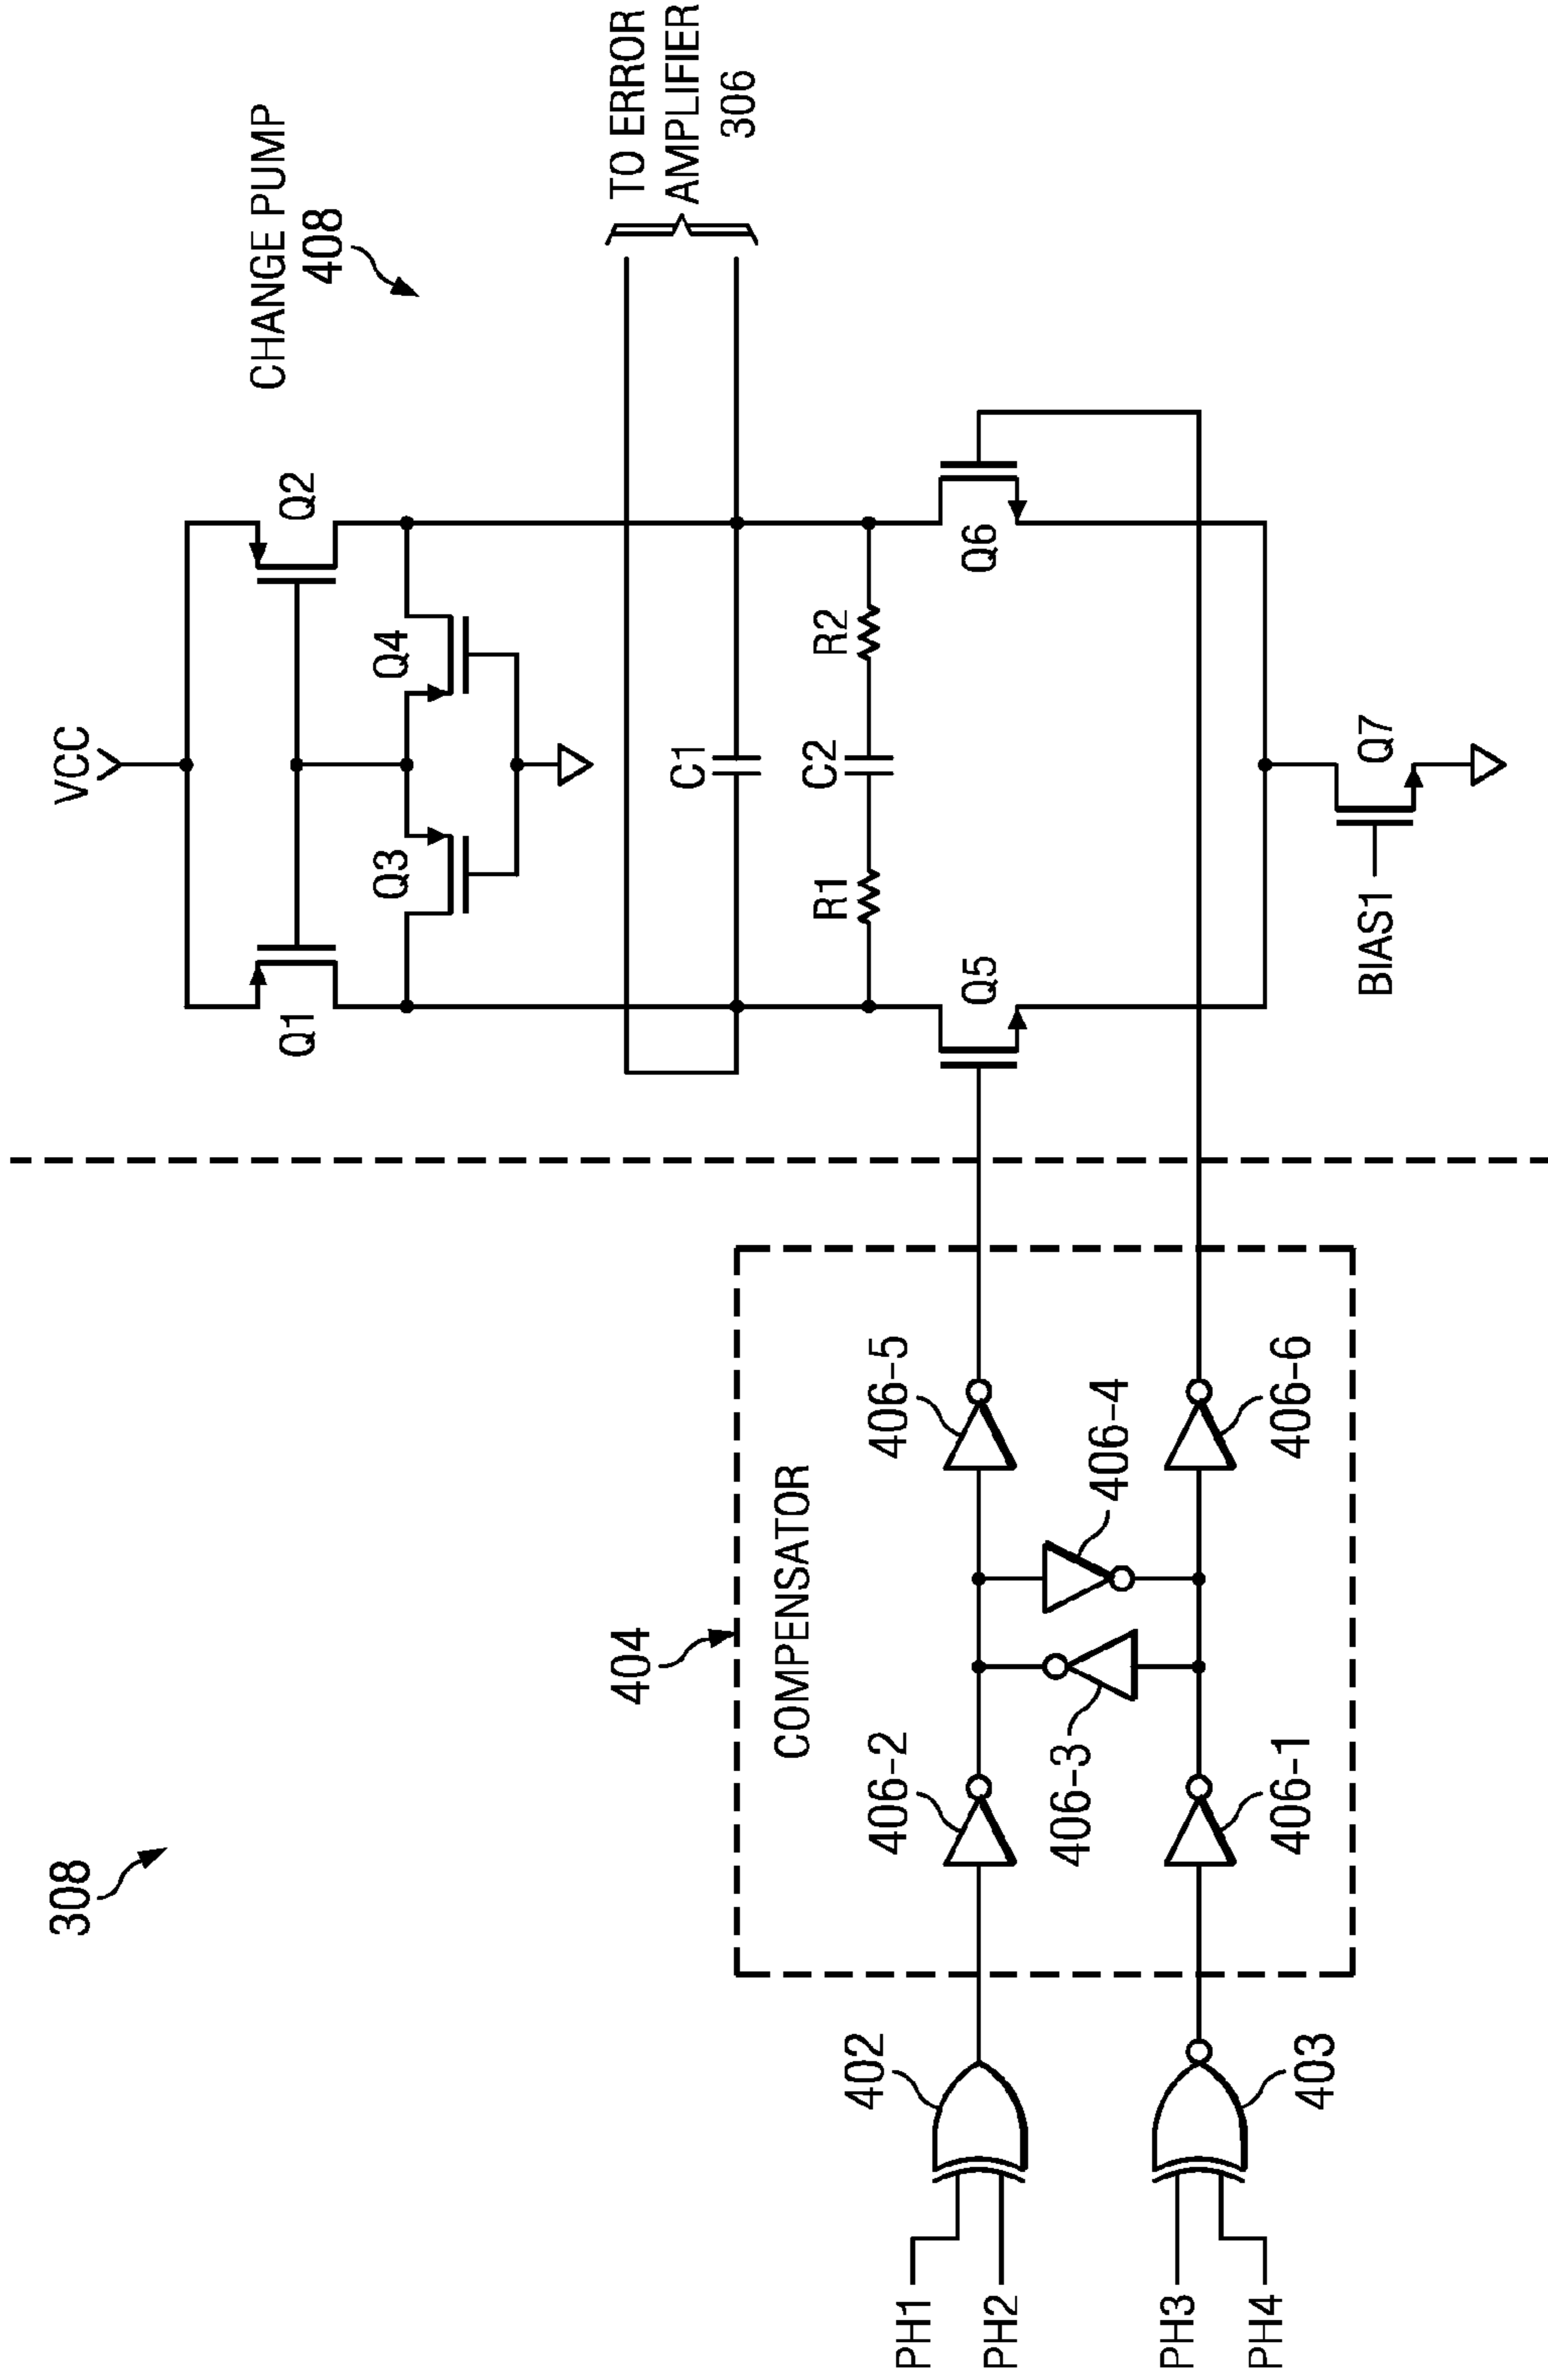 308
PH1
PH2
PH3
PH4
402
403
404
COMPENSATOR
406-2
406-1
406-3
406-4
406-5
406-6
VCC
CHANGE PUMP
408
Q1
Q2
Q3
Q4
TO ERROR
AMPLIFIER
306
C1
R1
C2
R2
Q5
Q6
BIAS1
Q7